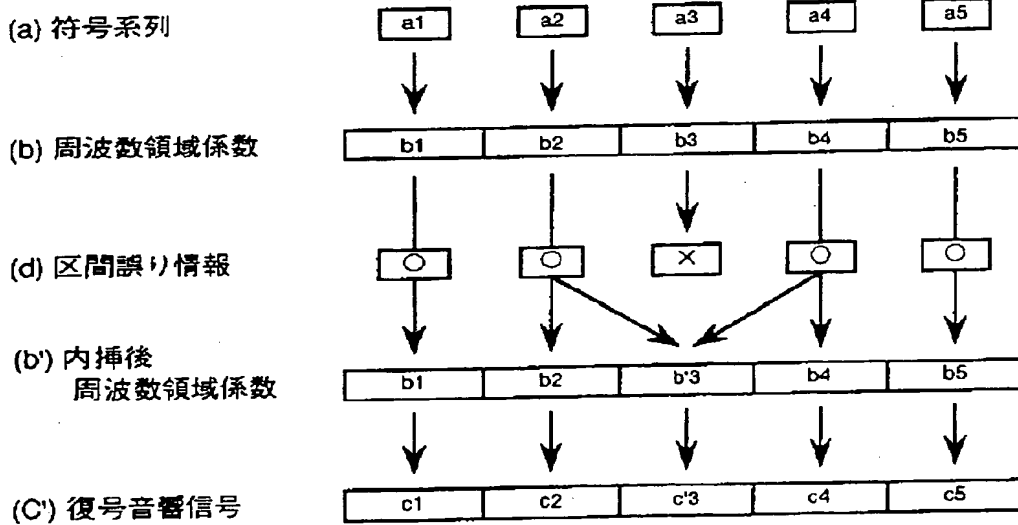 (a) 符号系列 a1 a2 a3 a4 a5
(b) 周波数領域係数 b1 b2 b3 b4 b5
(d) 区間誤り情報 ○ ○ × ○ ○
(b') 内挿後
周波数領域係数 b1 b2 b'3 b4 b5
(C') 復号音響信号 c1 c2 c'3 c4 c5